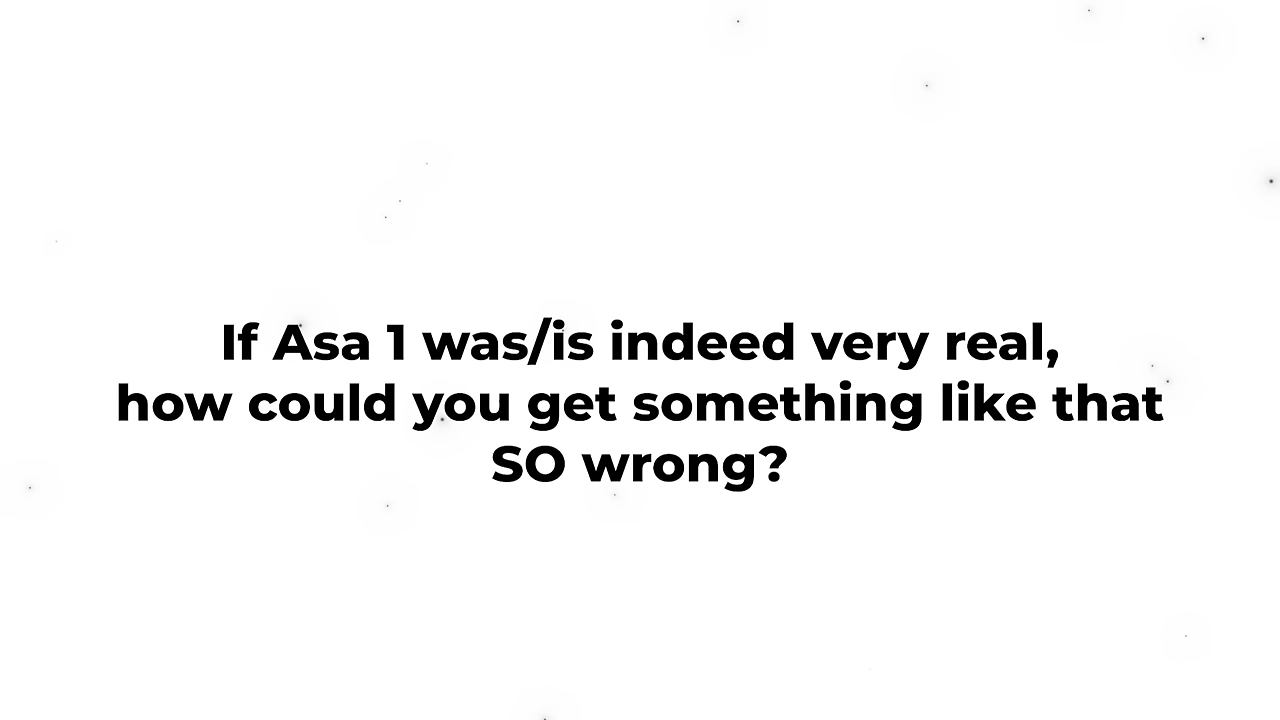 If Asa 1 was/is indeed very real,
how could you get something like that
SO wrong?